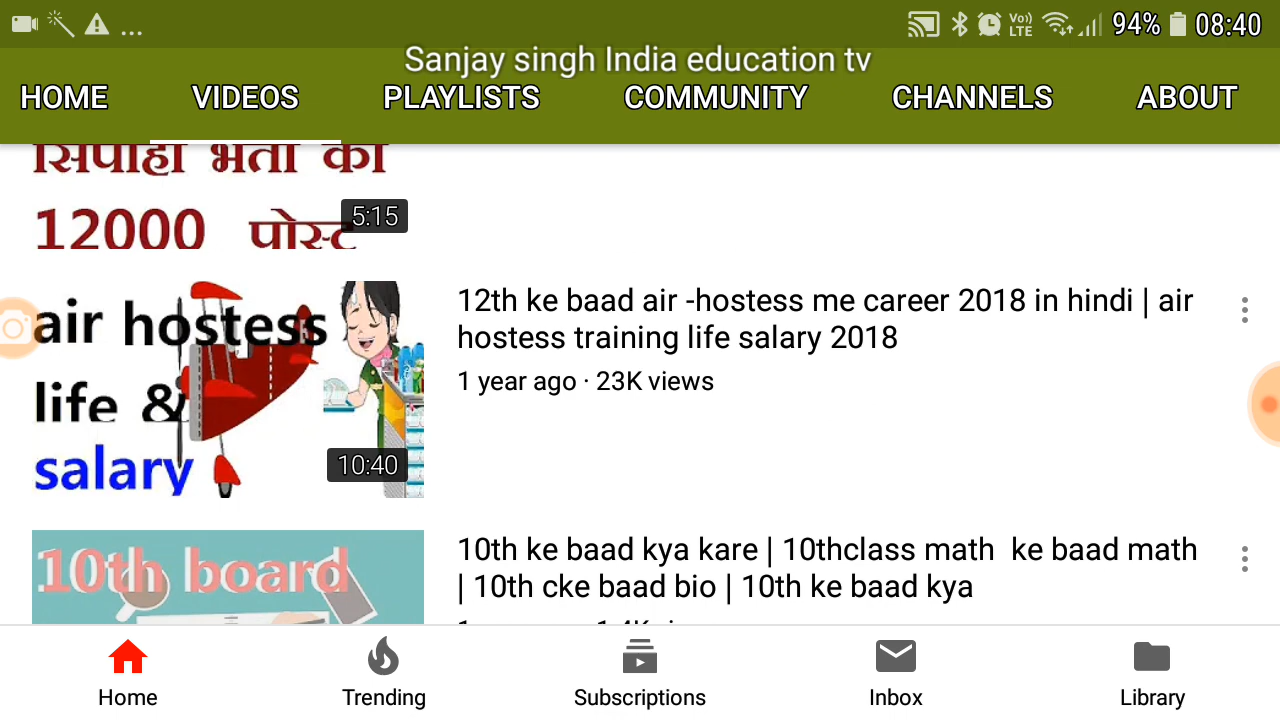 ... 94% 08:40
Sanjay singh India education tv
HOME VIDEOS PLAYLISTS COMMUNITY CHANNELS ABOUT
सिपाही भर्ती की
12000 पोस्ट
5:15
air hostess
life &
salary
10:40
12th ke baad air -hostess me career 2018 in hindi | air
hostess training life salary 2018
1 year ago · 23K views
10th board
10th ke baad kya kare | 10thclass math ke baad math
| 10th cke baad bio | 10th ke baad kya
Home Trending Subscriptions Inbox Library